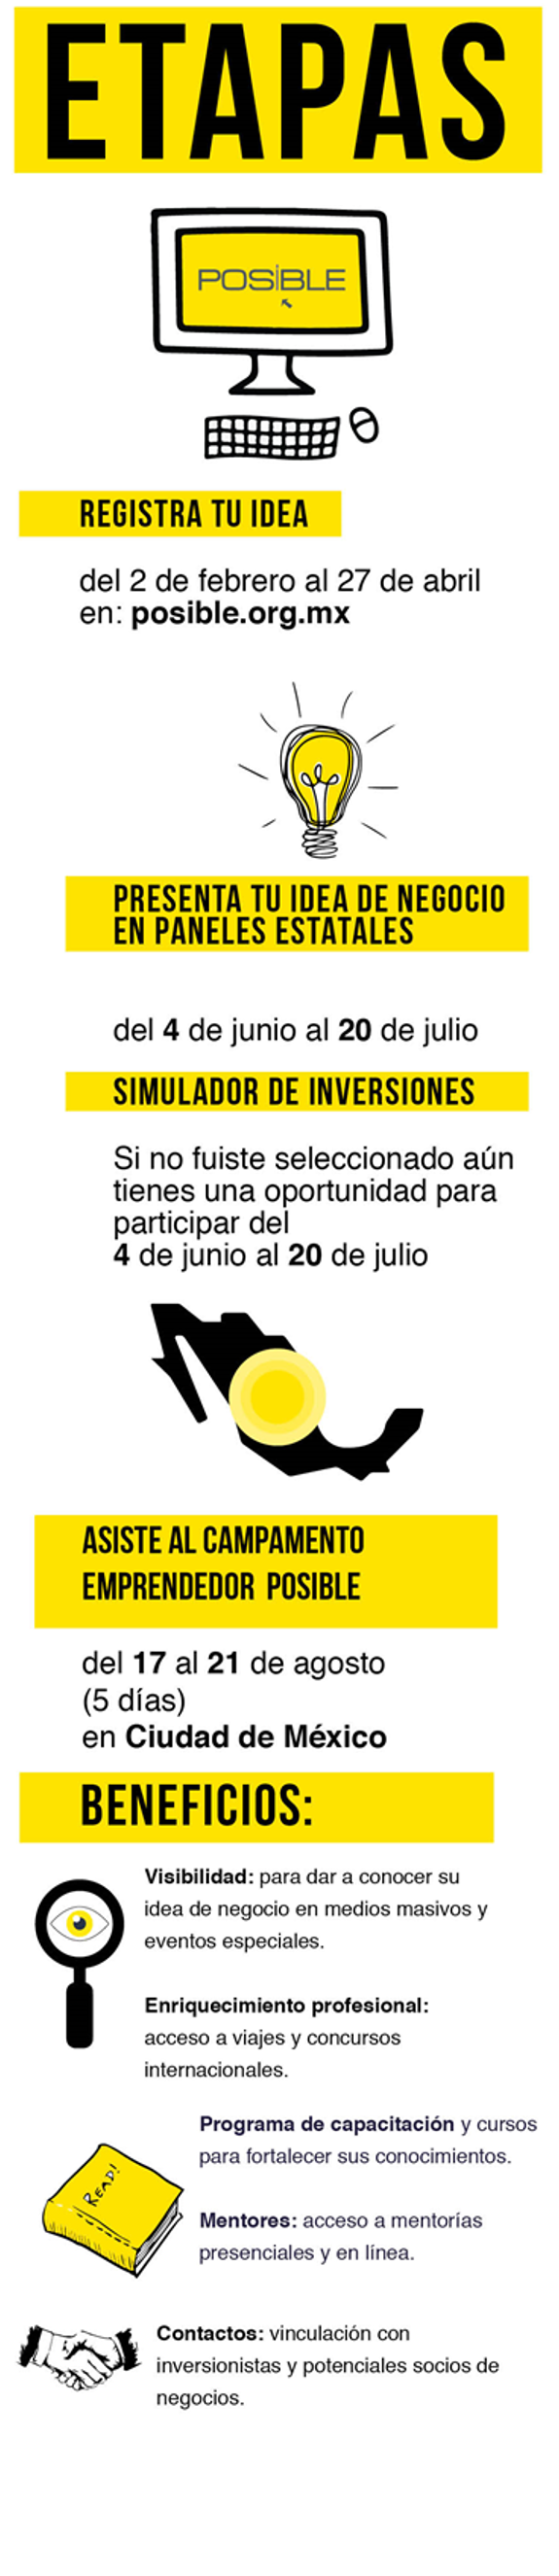 ETAPAS
POSiBLE
REGISTRA TU IDEA
del 2 de febrero al 27 de abril
en: posible.org.mx
PRESENTA TU IDEA DE NEGOCIO
EN PANELES ESTATALES
del 4 de junio al 20 de julio
SIMULADOR DE INVERSIONES
Si no fuiste seleccionado aún
tienes una oportunidad para
participar del
4 de junio al 20 de julio
ASISTE AL CAMPAMENTO
EMPRENDEDOR POSIBLE
del 17 al 21 de agosto
(5 días)
en Ciudad de México
BENEFICIOS:
Visibilidad: para dar a conocer su
idea de negocio en medios masivos y
eventos especiales.
Enriquecimiento profesional:
acceso a viajes y concursos
internacionales.
Programa de capacitación y cursos
para fortalecer sus conocimientos.
READ!
Mentores: acceso a mentorías
presenciales y en línea.
Contactos: vinculación con
inversionistas y potenciales socios de
negocios.